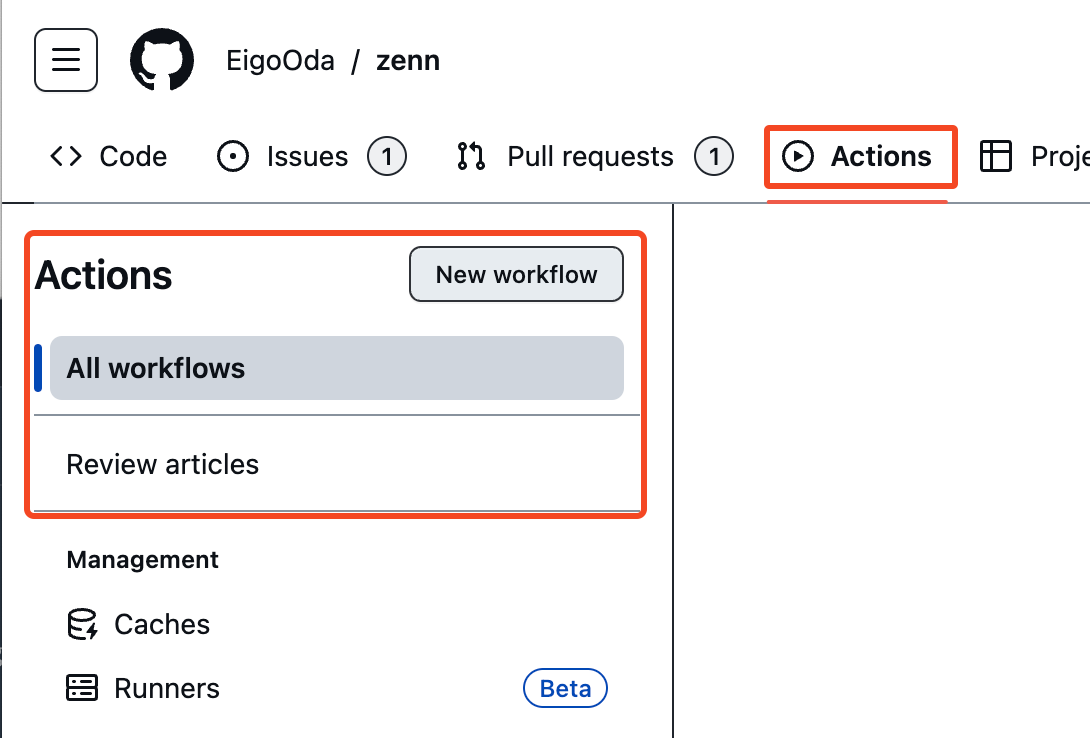 EigoOda / zenn
Code Issues 1 Pull requests 1 Actions Proje
Actions New workflow
All workflows
Review articles
Management
Caches
Runners Beta